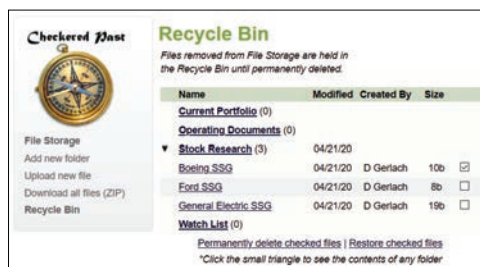 Checkered Past
File Storage
Add new folder
Upload new file
Download all files (ZIP)
Recycle Bin
Recycle Bin
Files removed from File Storage are held in
the Recycle Bin until permanently deleted.
Name Modified Created By Size
Current Portfolio (0)
Operating Documents (0)
▼ Stock Research (3) 04/21/20
Boeing SSG 04/21/20 D Gerlach 10b
Ford SSG 04/21/20 D Gerlach 8b
General Electric SSG 04/21/20 D Gerlach 19b
Watch List (0)
Permanently delete checked files | Restore checked files
*Click the small triangle to see the contents of any folder